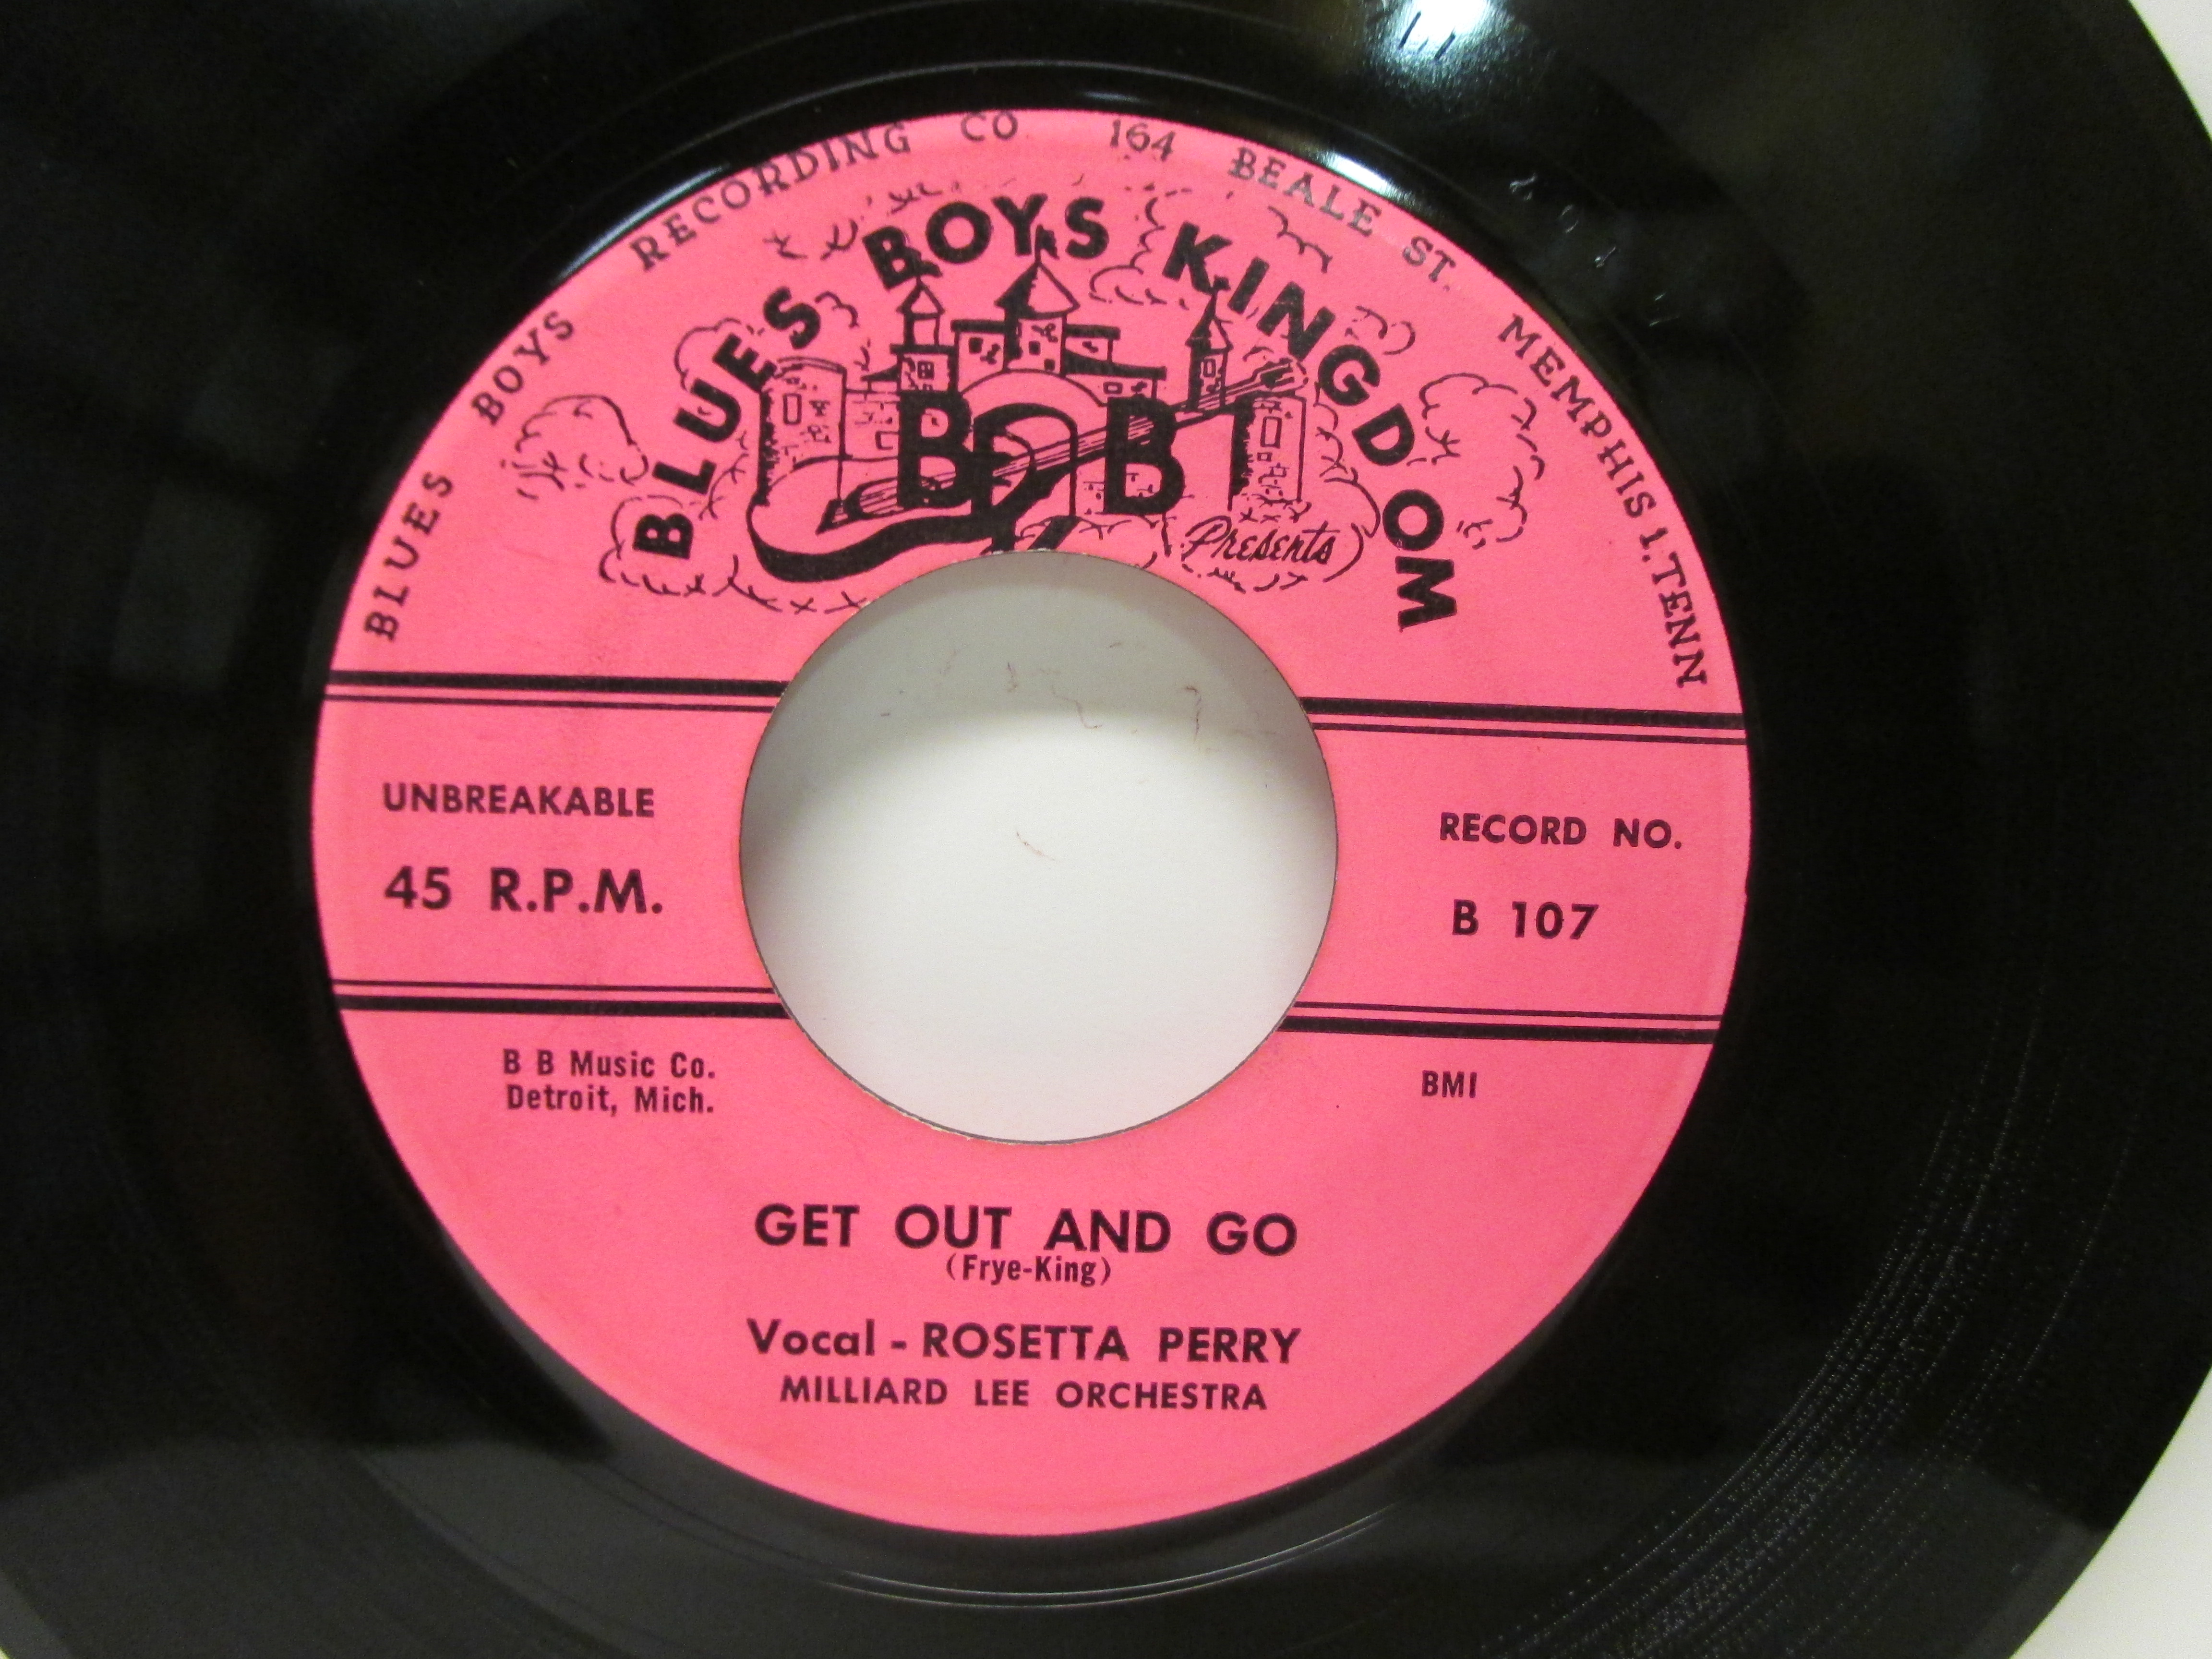 BLUES BOYS RECORDING CO 164 BEALE ST. MEMPHIS 1.TENN
BLUES BOYS KINGDOM
Presents
UNBREAKABLE
45 R.P.M.
RECORD NO.
B 107
B B Music Co.
Detroit, Mich.
BMI
GET OUT AND GO
(Frye-King)
Vocal - ROSETTA PERRY
MILLIARD LEE ORCHESTRA